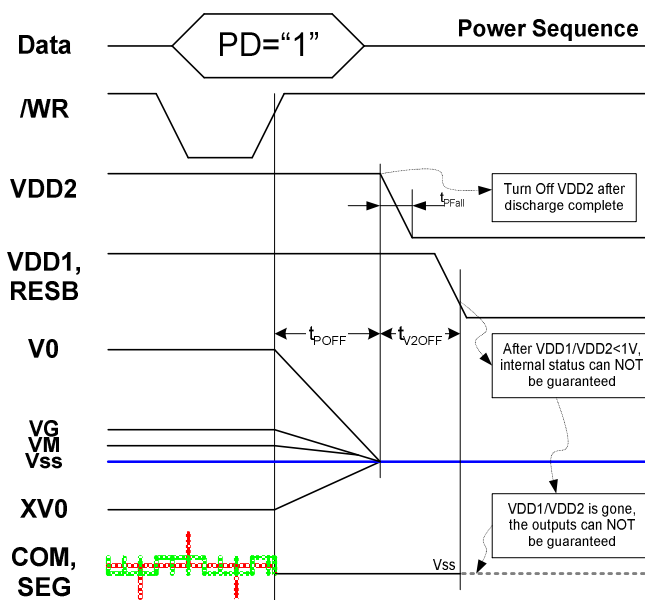 Data
PD=“1”
Power Sequence
/WR
VDD2
Turn Off VDD2 after
discharge complete
tPFall
VDD1,
RESB
tPOFF
tV2OFF
V0
After VDD1/VDD2<1V,
internal status can NOT
be guaranteed
VG
VM
Vss
XV0
VDD1/VDD2 is gone,
the outputs can NOT
be guaranteed
COM,
SEG
Vss